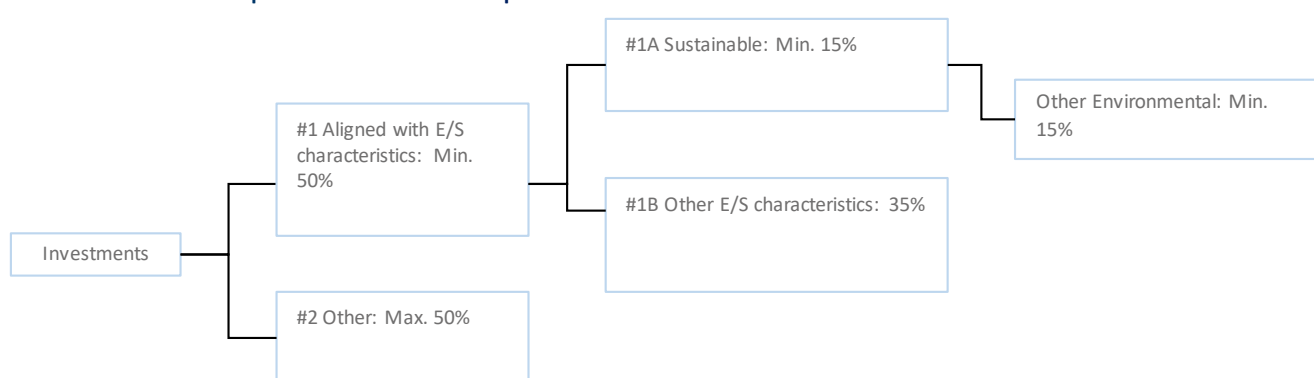 #1A Sustainable: Min. 15%
Other Environmental: Min.
15%
#1 Aligned with E/S
characteristics: Min.
50%
#1B Other E/S characteristics: 35%
Investments
#2 Other: Max. 50%